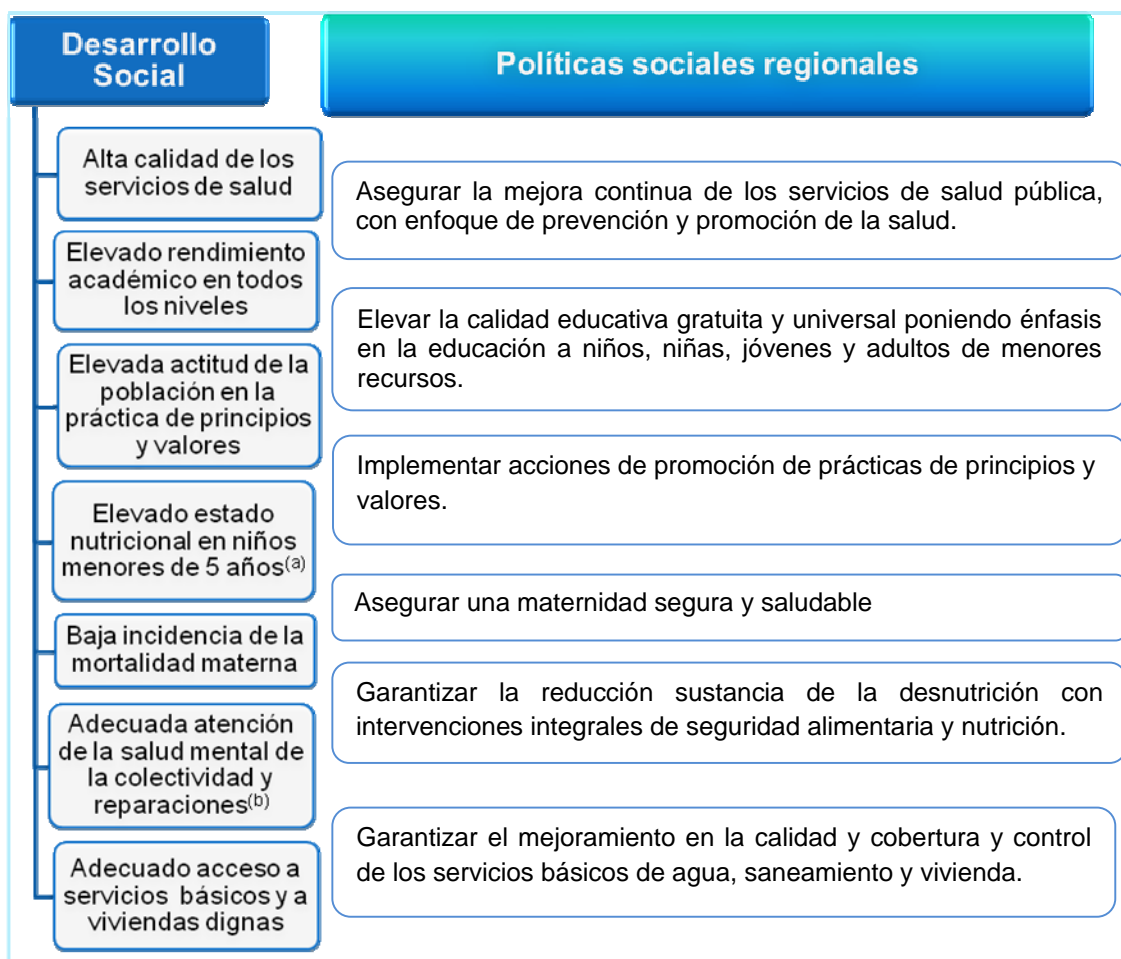 Desarrollo
Social
Políticas sociales regionales
Alta calidad de los
servicios de salud
Elevado rendimiento
académico en todos
los niveles
Elevada actitud de la
población en la
práctica de principios
y valores
Elevado estado
nutricional en niños
menores de 5 años(a)
Baja incidencia de la
mortalidad materna
Adecuada atención
de la salud mental de
la colectividad y
reparaciones(b)
Adecuado acceso a
servicios básicos y a
viviendas dignas
Asegurar la mejora continua de los servicios de salud pública,
con enfoque de prevención y promoción de la salud.
Elevar la calidad educativa gratuita y universal poniendo énfasis
en la educación a niños, niñas, jóvenes y adultos de menores
recursos.
Implementar acciones de promoción de prácticas de principios y
valores.
Asegurar una maternidad segura y saludable
Garantizar la reducción sustancia de la desnutrición con
intervenciones integrales de seguridad alimentaria y nutrición.
Garantizar el mejoramiento en la calidad y cobertura y control
de los servicios básicos de agua, saneamiento y vivienda.